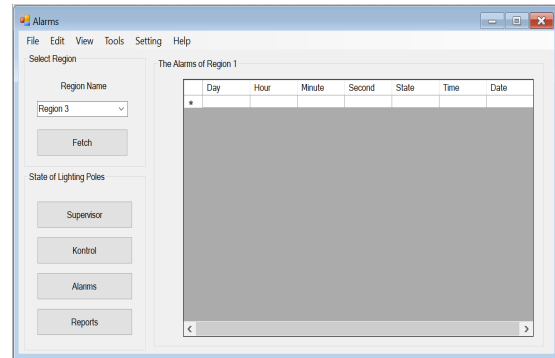 Alarms
File Edit View Tools Setting Help
Select Region
Region Name
Region 3
Fetch
State of Lighting Poles
Supervisor
Kontrol
Alanms
Reports
The Alarms of Region 1
Day Hour Minute Second State Time Date
*